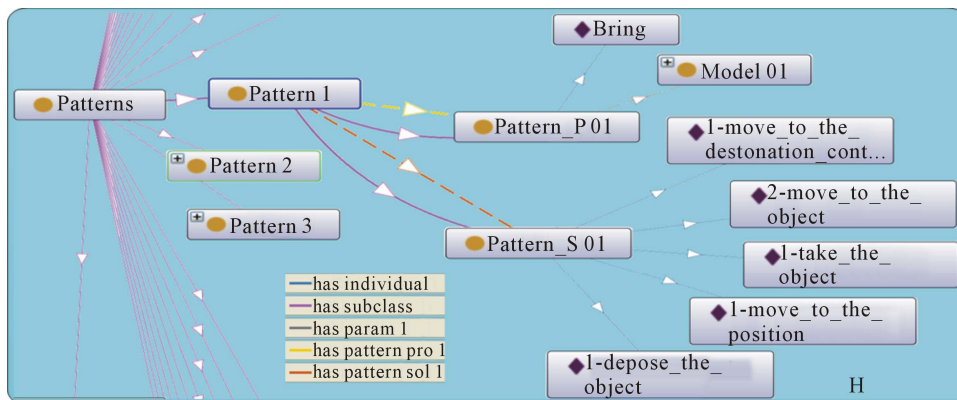 Bring
Model 01
Patterns
Pattern 1
Pattern_P 01
1-move_to_the_
destonation_cont...
Pattern 2
2-move_to_the_
object
Pattern 3
Pattern_S 01
1-take_the_
object
has individual
has subclass
has param 1
has pattern pro 1
has pattern sol 1
1-move_to_the_
position
1-depose_the_
object
H